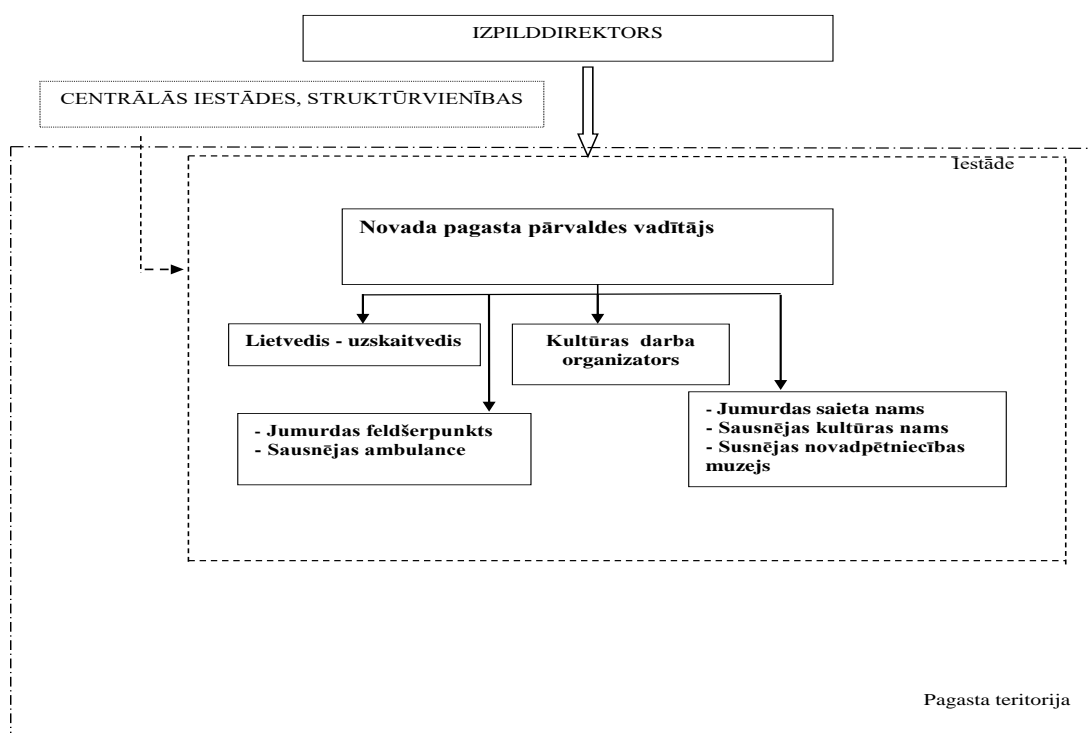 IZPILDDIREKTORS
CENTRĀLĀS IESTĀDES, STRUKTŪRVIENĪBAS
Iestāde
Novada pagasta pārvaldes vadītājs
Lietvedis - uzskaitvedis
Kultūras darba
organizators
- Jumurdas feldšerpunkts
- Sausnējas ambulance
- Jumurdas saieta nams
- Sausnējas kultūras nams
- Susnējas novadpētniecības
muzejs
Pagasta teritorija